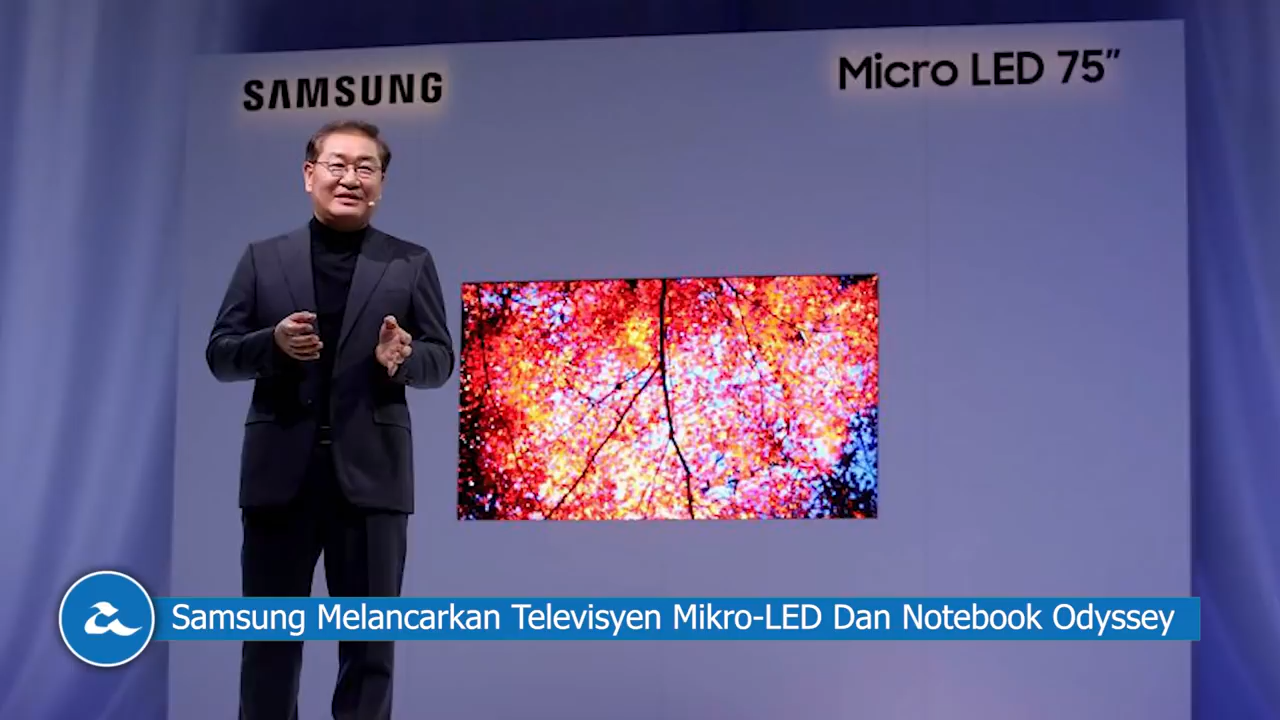 SAMSUNG
Micro LED 75"
Samsung Melancarkan Televisyen Mikro-LED Dan Notebook Odyssey